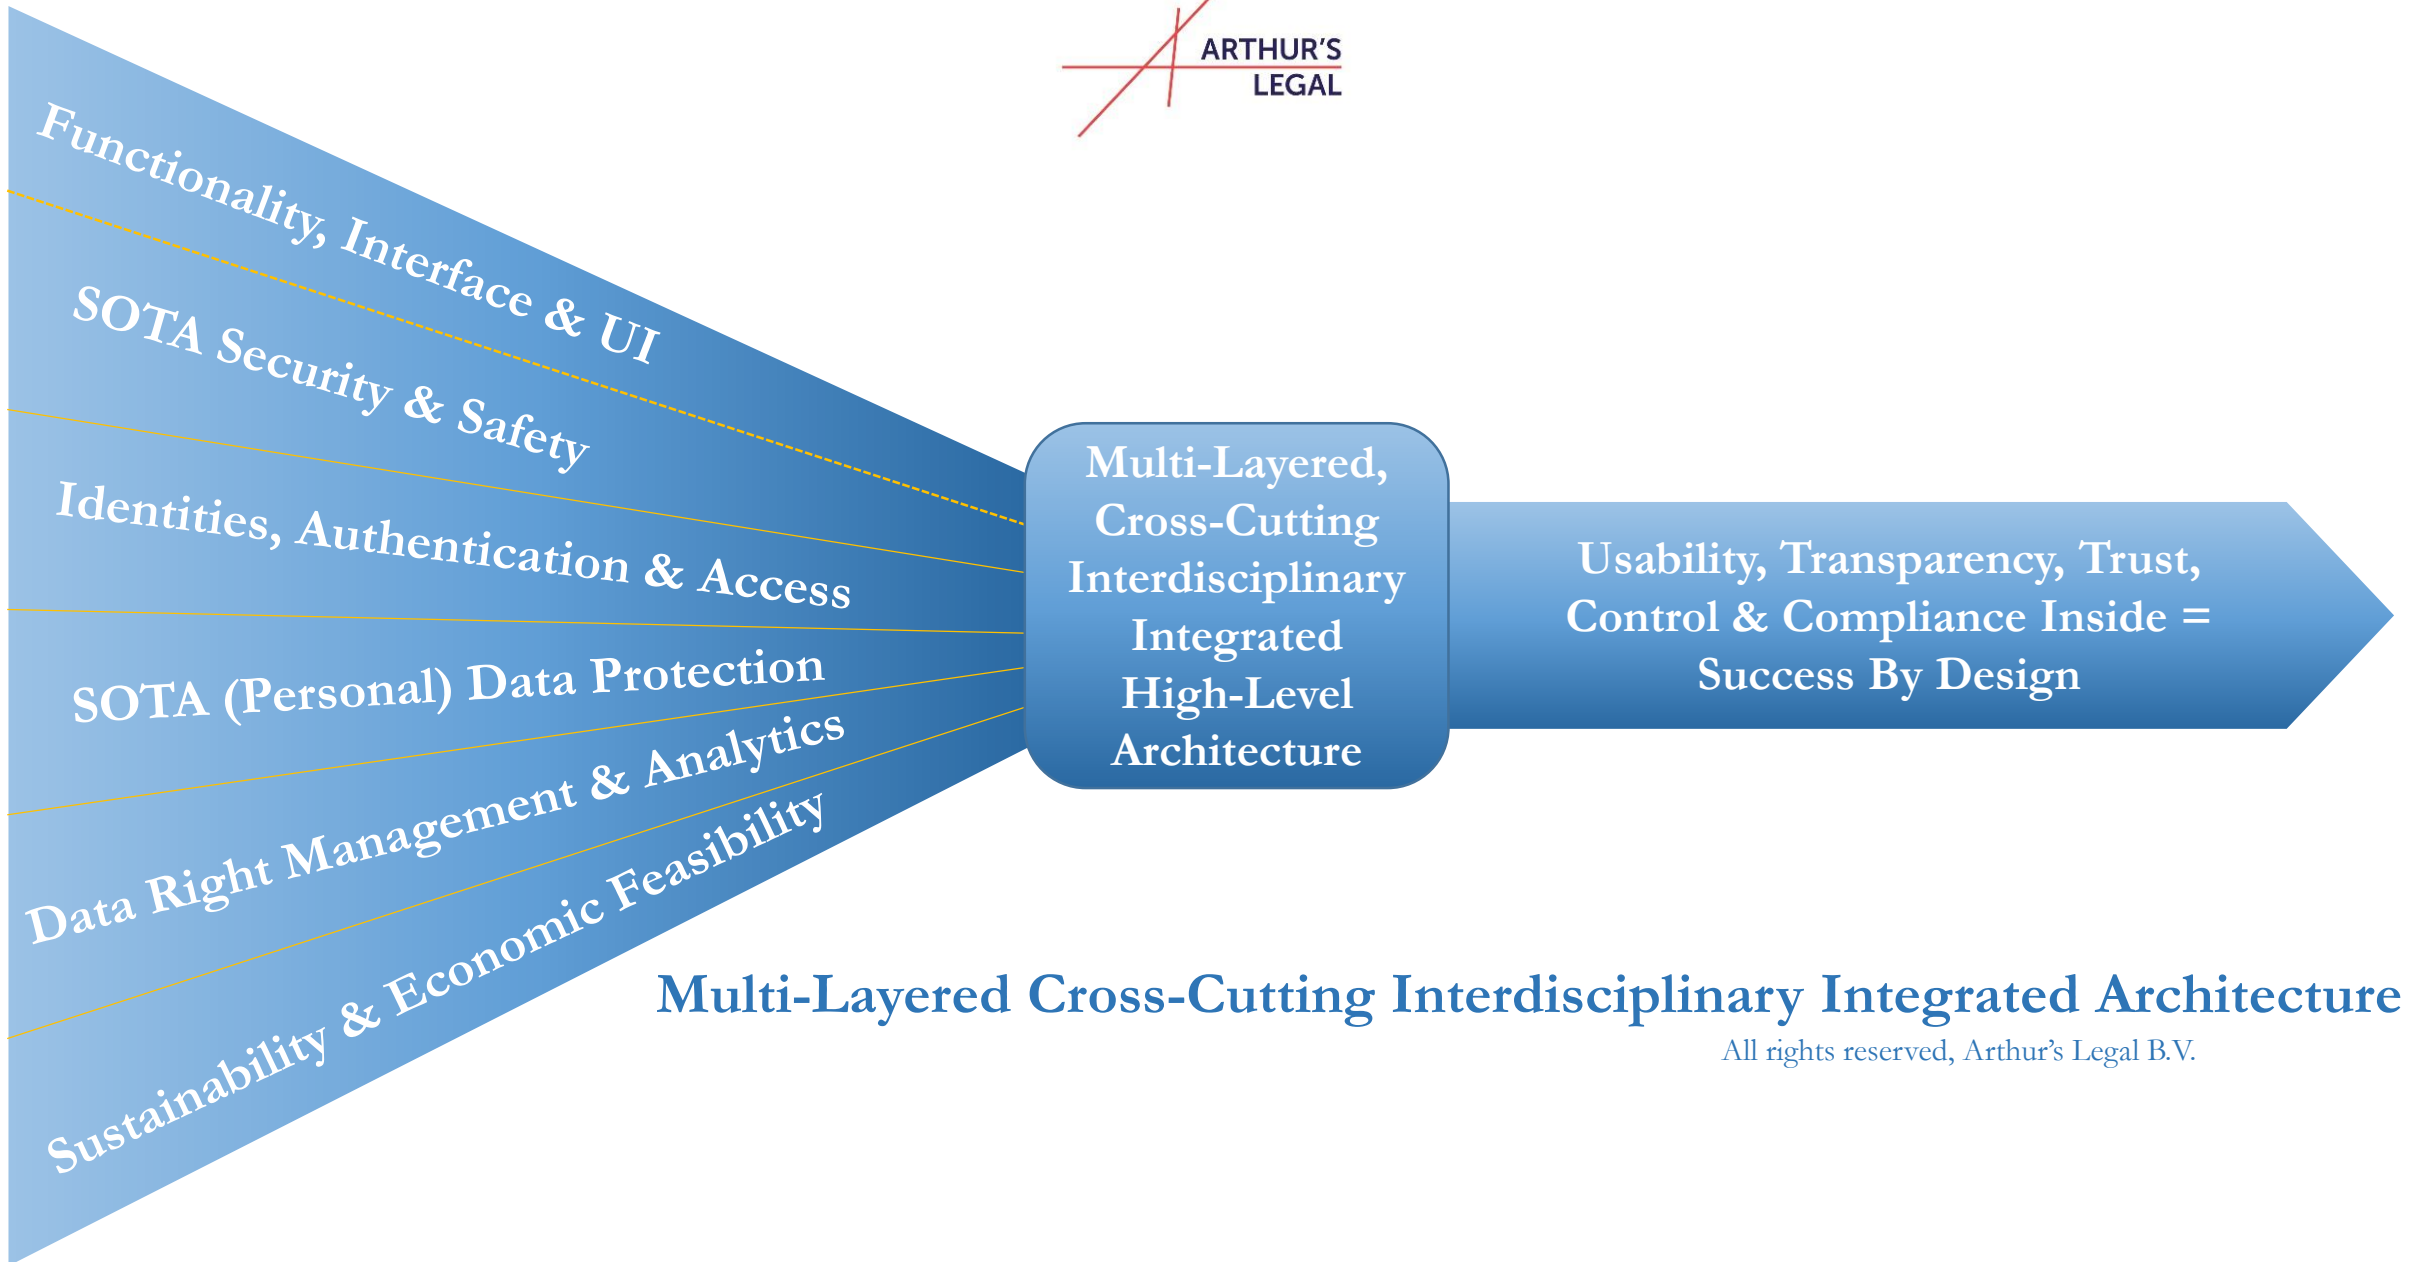 ARTHUR'S
LEGAL
Functionality, Interface & UI
SOTA Security & Safety
Identities, Authentication & Access
SOTA (Personal) Data Protection
Data Right Management & Analytics
Sustainability & Economic Feasibility
Multi-Layered,
Cross-Cutting
Interdisciplinary
Integrated
High-Level
Architecture
Usability, Transparency, Trust,
Control & Compliance Inside =
Success By Design
Multi-Layered Cross-Cutting Interdisciplinary Integrated Architecture
All rights reserved, Arthur's Legal B.V.